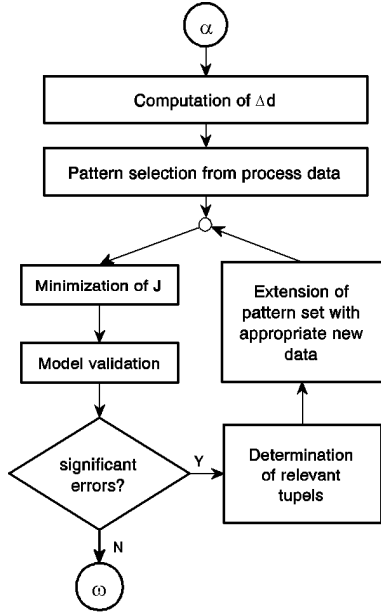 α
Computation of Δd
Pattern selection from process data
Minimization of J
Model validation
significant
errors?
Y
N
ω
Extension of
pattern set with
appropriate new
data
Determination
of relevant
tupels